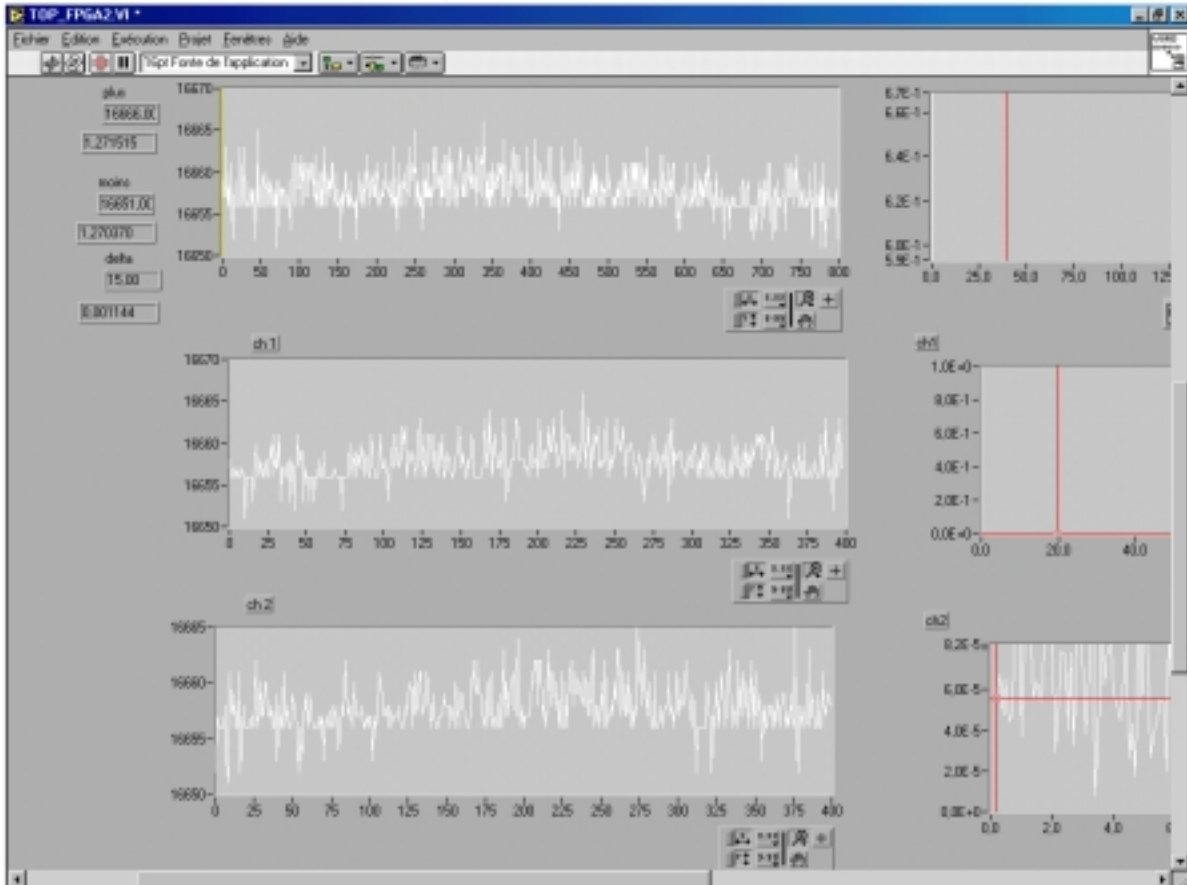 TOP_FPGA2.VI *
Fichier Edition Exécution Projet Fenêtres Aide
16pt Fonte de l'application
plus
16666,00
1,271515
moins
16651,00
1,270370
delta
15,00
0,001144
16670
16665
16660
16655
16650
0 50 100 150 200 250 300 350 400 450 500 550 600 650 700 750 800
6,7E-1
6,6E-1
6,4E-1
6,2E-1
6,0E-1
5,9E-1
0,0 25,0 50,0 75,0 100,0
ch 1
16670
16665
16660
16655
16650
0 25 50 75 100 125 150 175 200 225 250 275 300 325 350 375 400
ch1
1,0E+0
8,0E-1
6,0E-1
4,0E-1
2,0E-1
0,0E+0
0,0 20,0 40,0
ch 2
16665
16660
16655
16650
0 25 50 75 100 125 150 175 200 225 250 275 300 325 350 375 400
ch2
8,2E-5
6,0E-5
4,0E-5
2,0E-5
0,0E+0
0,0 2,0 4,0